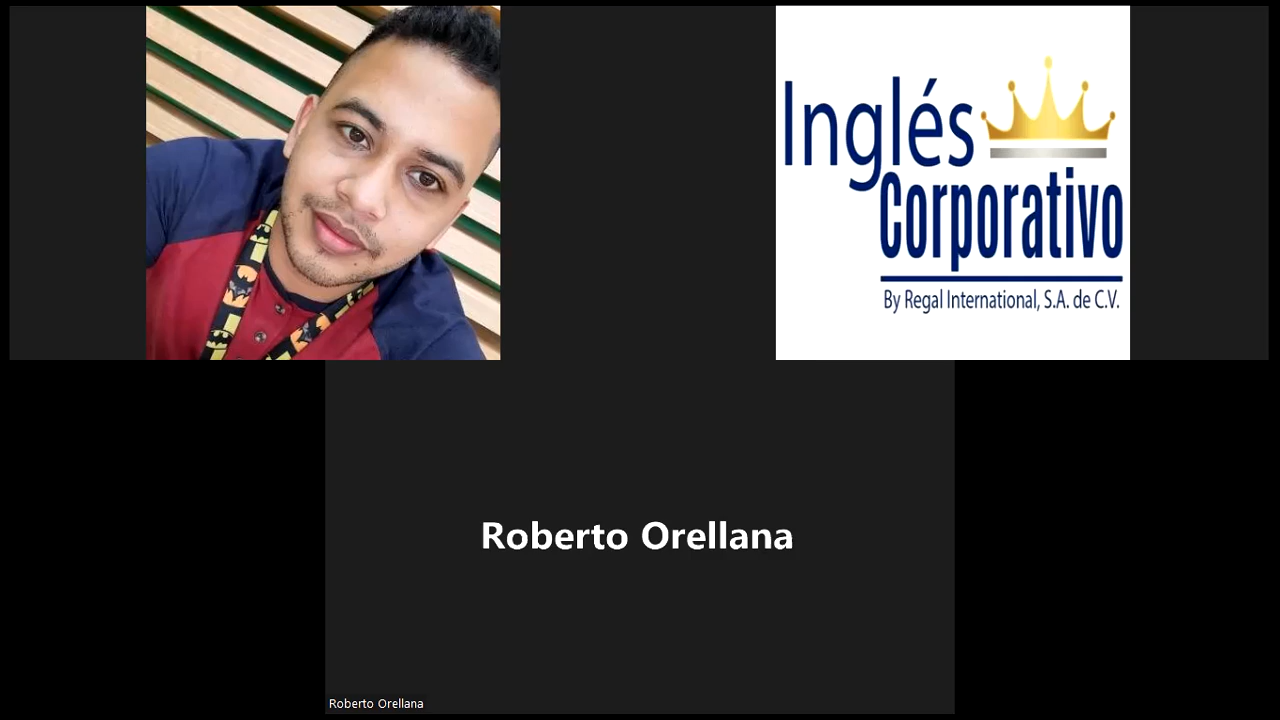 Inglés
Corporativo
By Regal International, S.A. de C.V.
Roberto Orellana
Roberto Orellana